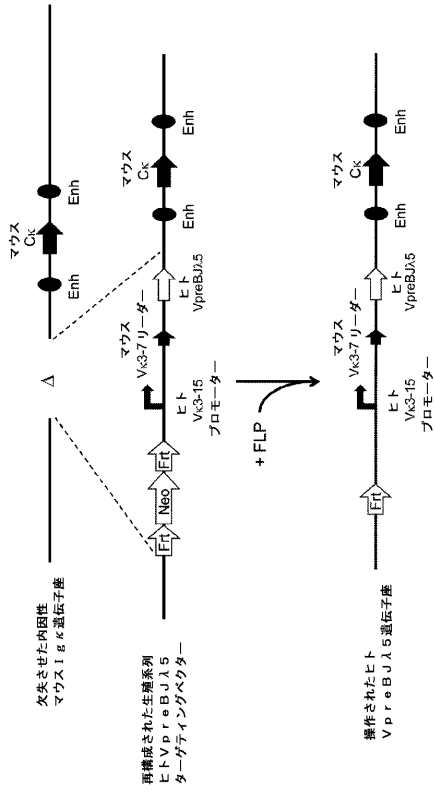 欠失させた内因性
マウスＩｇκ遺伝子座
Δ
マウス
Cκ
Enh
Enh
再構成された生殖系列
ヒトＶｐｒｅＢＪλ５
ターゲティングベクター
Frt
Neo
Frt
ヒト
Vκ3-15
プロモーター
マウス
Vκ3-7リーダー
ヒト
VpreBJλ5
マウス
Cκ
Enh
Enh
+ FLP
操作されたヒト
ＶｐｒｅＢＪλ５遺伝子座
Frt
ヒト
Vκ3-15
プロモーター
マウス
Vκ3-7リーダー
ヒト
VpreBJλ5
マウス
Cκ
Enh
Enh